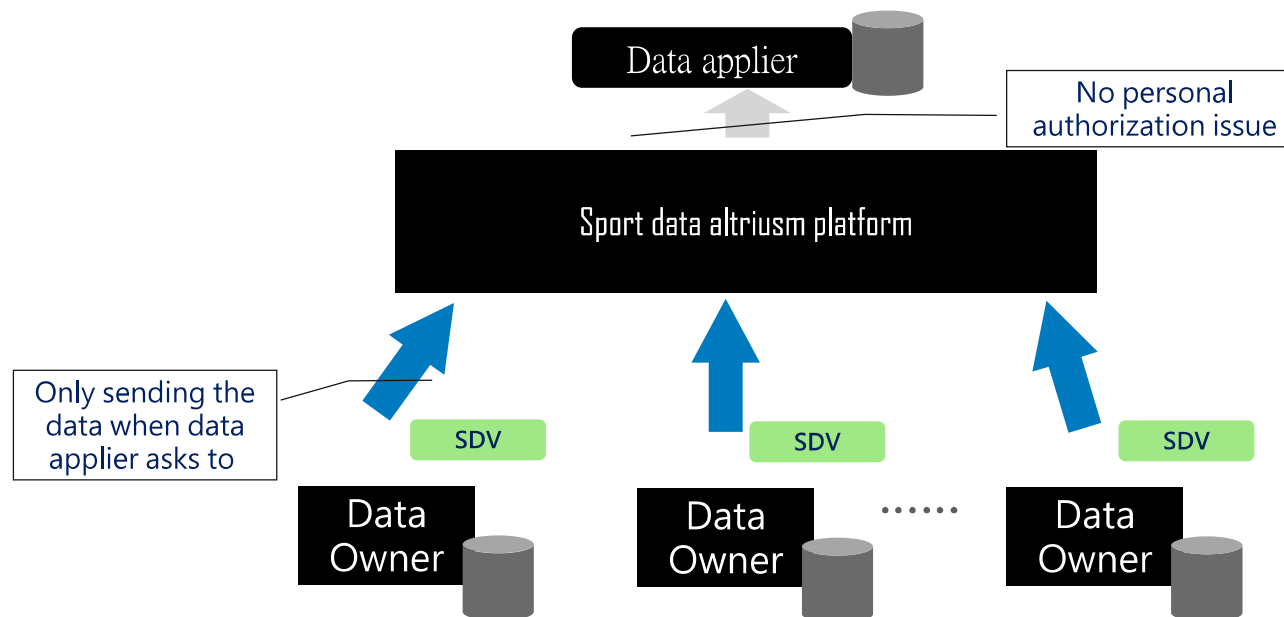 Data applier
No personal
authorization issue
Sport data altriusm platform
Only sending the
data when data
applier asks to
SDV
SDV
SDV
Data
Owner
Data
Owner
......
Data
Owner